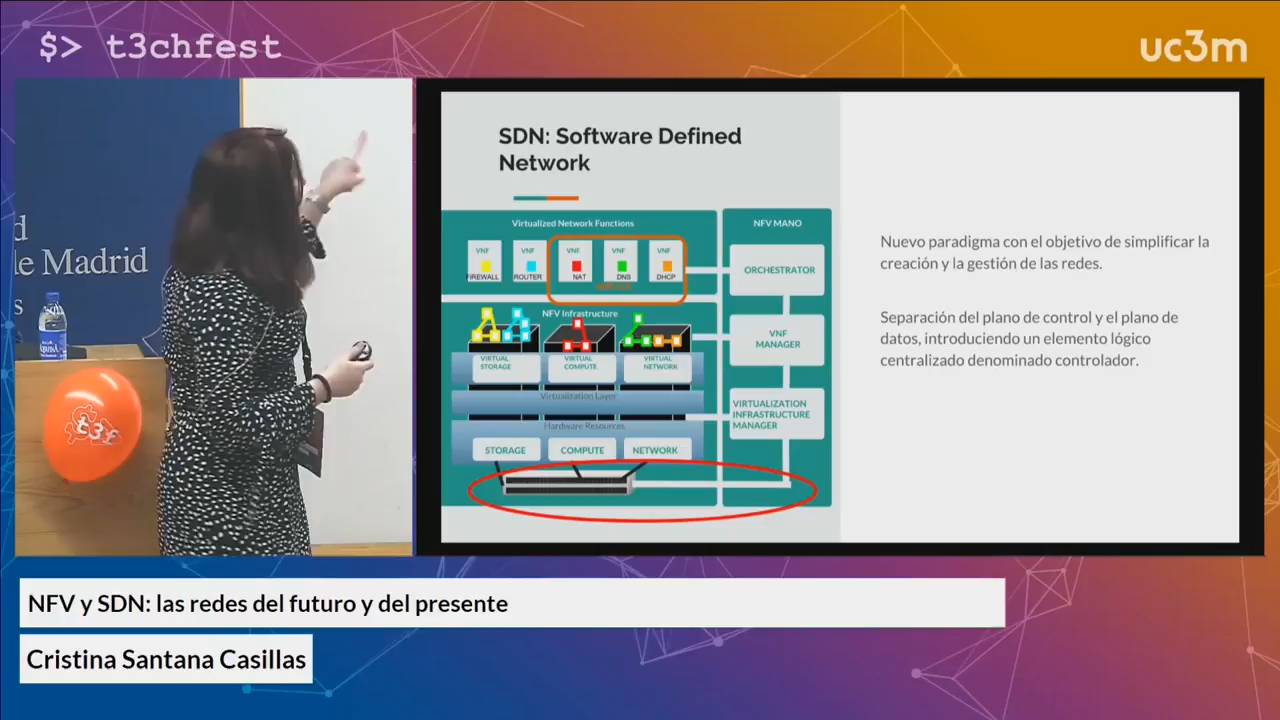 $> t3chfest
uc3m
d
le Madrid
s
t3f
SDN: Software Defined
Network
Virtualized Network Functions
VNF
FIREWALL
VNF
ROUTER
VNF
NAT
VNF
DNS
VNF
DHCP
NFV MANO
ORCHESTRATOR
VNF
MANAGER
VIRTUALIZATION
INFRASTRUCTURE
MANAGER
NFV Infrastructure
VIRTUAL
STORAGE
VIRTUAL
COMPUTE
VIRTUAL
NETWORK
Virtualization Layer
Hardware Resources
STORAGE
COMPUTE
NETWORK
Nuevo paradigma con el objetivo de simplificar la
creación y la gestión de las redes.
Separación del plano de control y el plano de
datos, introduciendo un elemento lógico
centralizado denominado controlador.
NFV y SDN: las redes del futuro y del presente
Cristina Santana Casillas